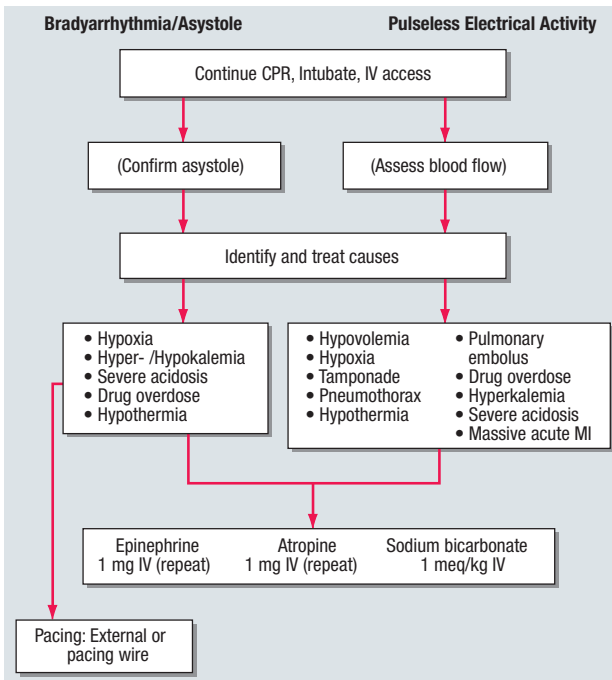 Bradyarrhythmia/Asystole
Pulseless Electrical Activity
Continue CPR, Intubate, IV access
(Confirm asystole)
(Assess blood flow)
Identify and treat causes
• Hypoxia
• Hyper- /Hypokalemia
• Severe acidosis
• Drug overdose
• Hypothermia
• Hypovolemia
• Hypoxia
• Tamponade
• Pneumothorax
• Hypothermia
• Pulmonary
embolus
• Drug overdose
• Hyperkalemia
• Severe acidosis
• Massive acute MI
Epinephrine
1 mg IV (repeat)
Atropine
1 mg IV (repeat)
Sodium bicarbonate
1 meq/kg IV
Pacing: External or
pacing wire